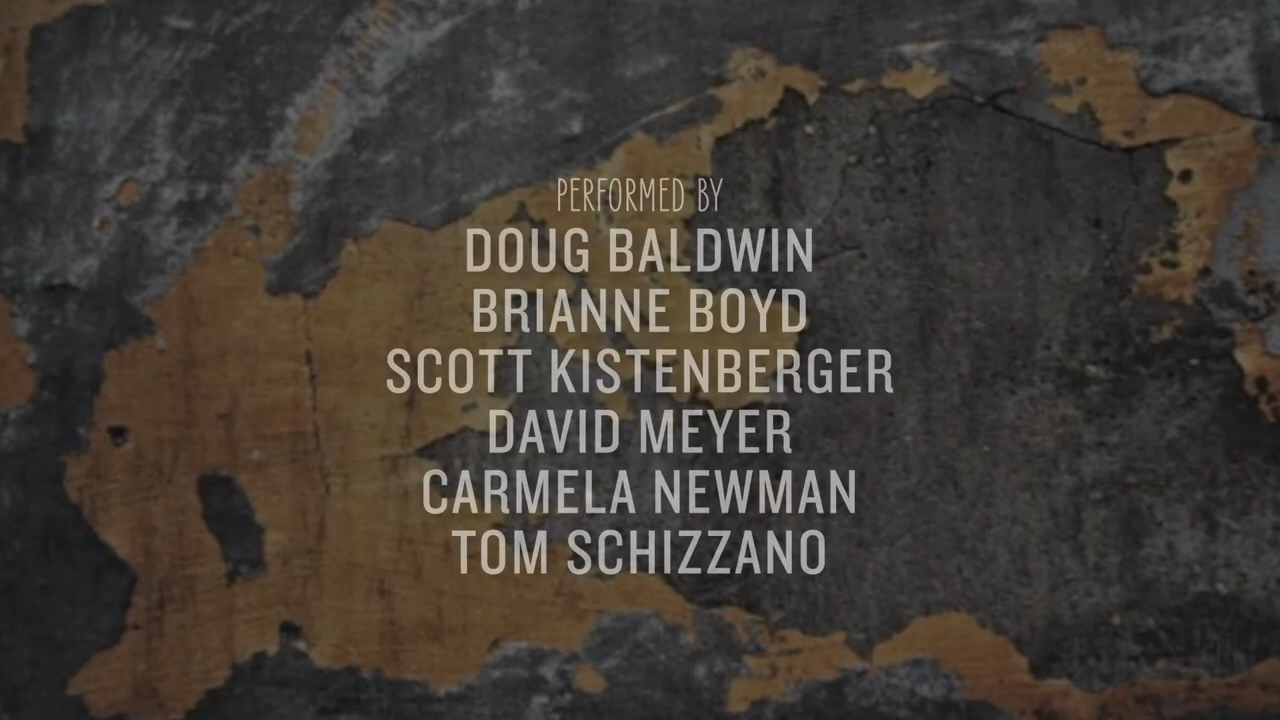 PERFORMED BY
DOUG BALDWIN
BRIANNE BOYD
SCOTT KISTENBERGER
DAVID MEYER
CARMELA NEWMAN
TOM SCHIZZANO